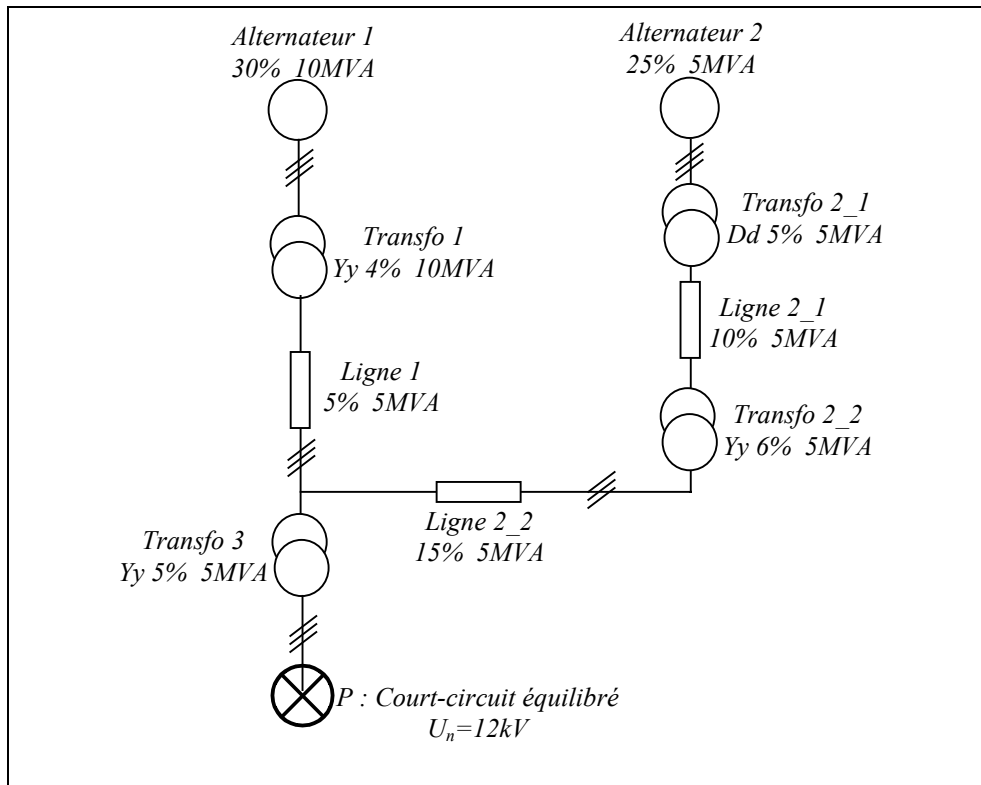 Alternateur 1
30% 10MVA
Alternateur 2
25% 5MVA
Transfo 1
Yy 4% 10MVA
Transfo 2_1
Dd 5% 5MVA
Ligne 2_1
10% 5MVA
Ligne 1
5% 5MVA
Transfo 2_2
Yy 6% 5MVA
Ligne 2_2
15% 5MVA
Transfo 3
Yy 5% 5MVA
P : Court-circuit équilibré
Un=12kV